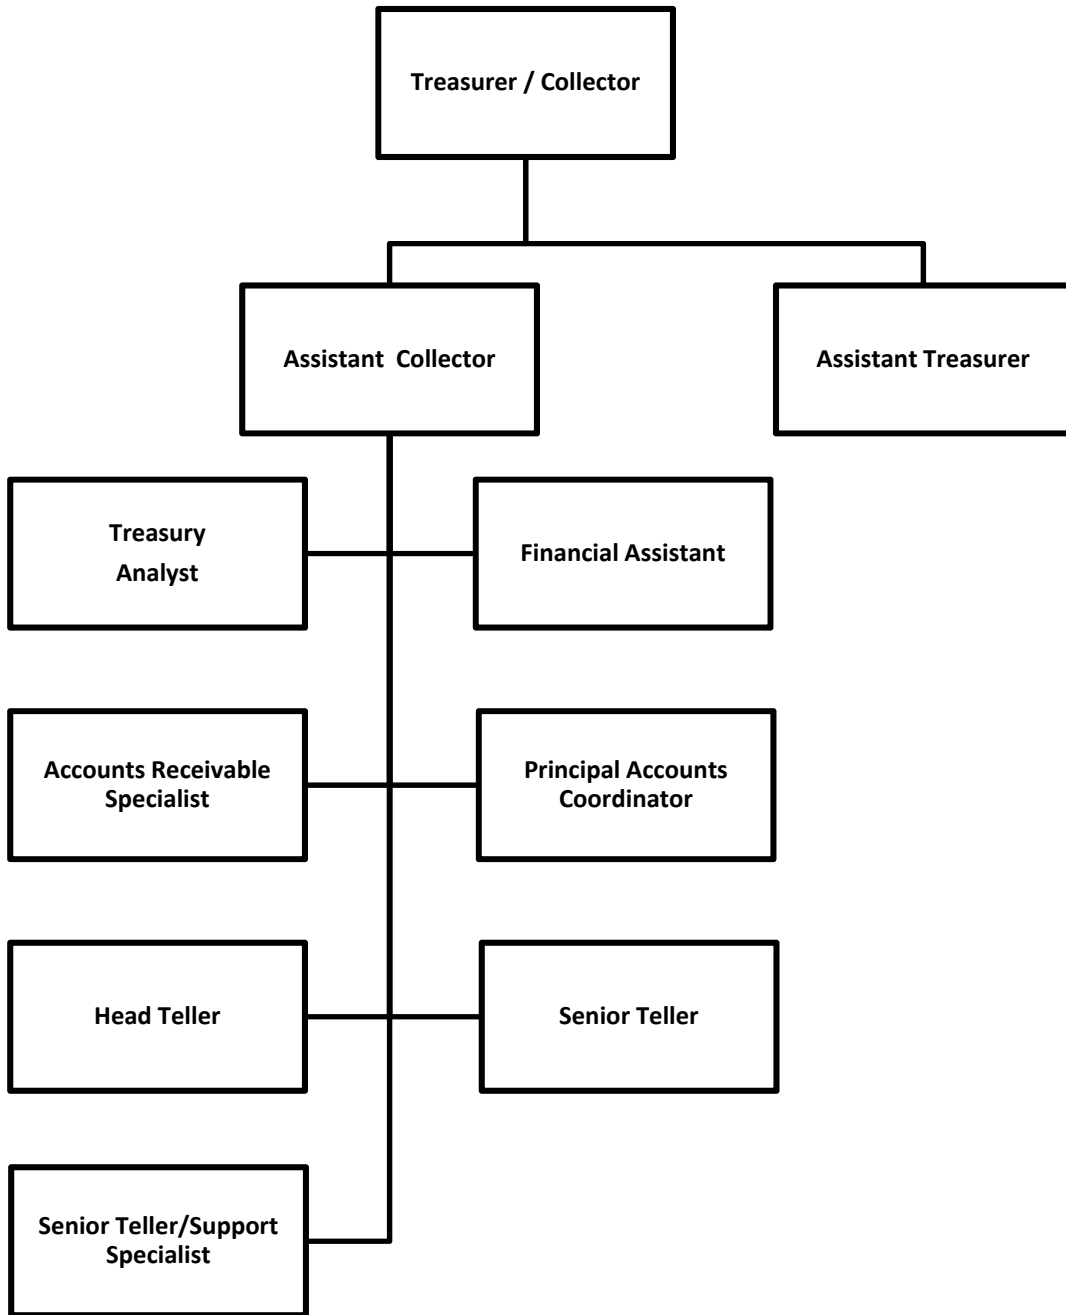 Treasurer / Collector
Assistant  Collector
Assistant Treasurer
Treasury
Analyst
Financial Assistant
Accounts Receivable
Specialist
Principal Accounts
Coordinator
Head Teller
Senior Teller
Senior Teller/Support
Specialist